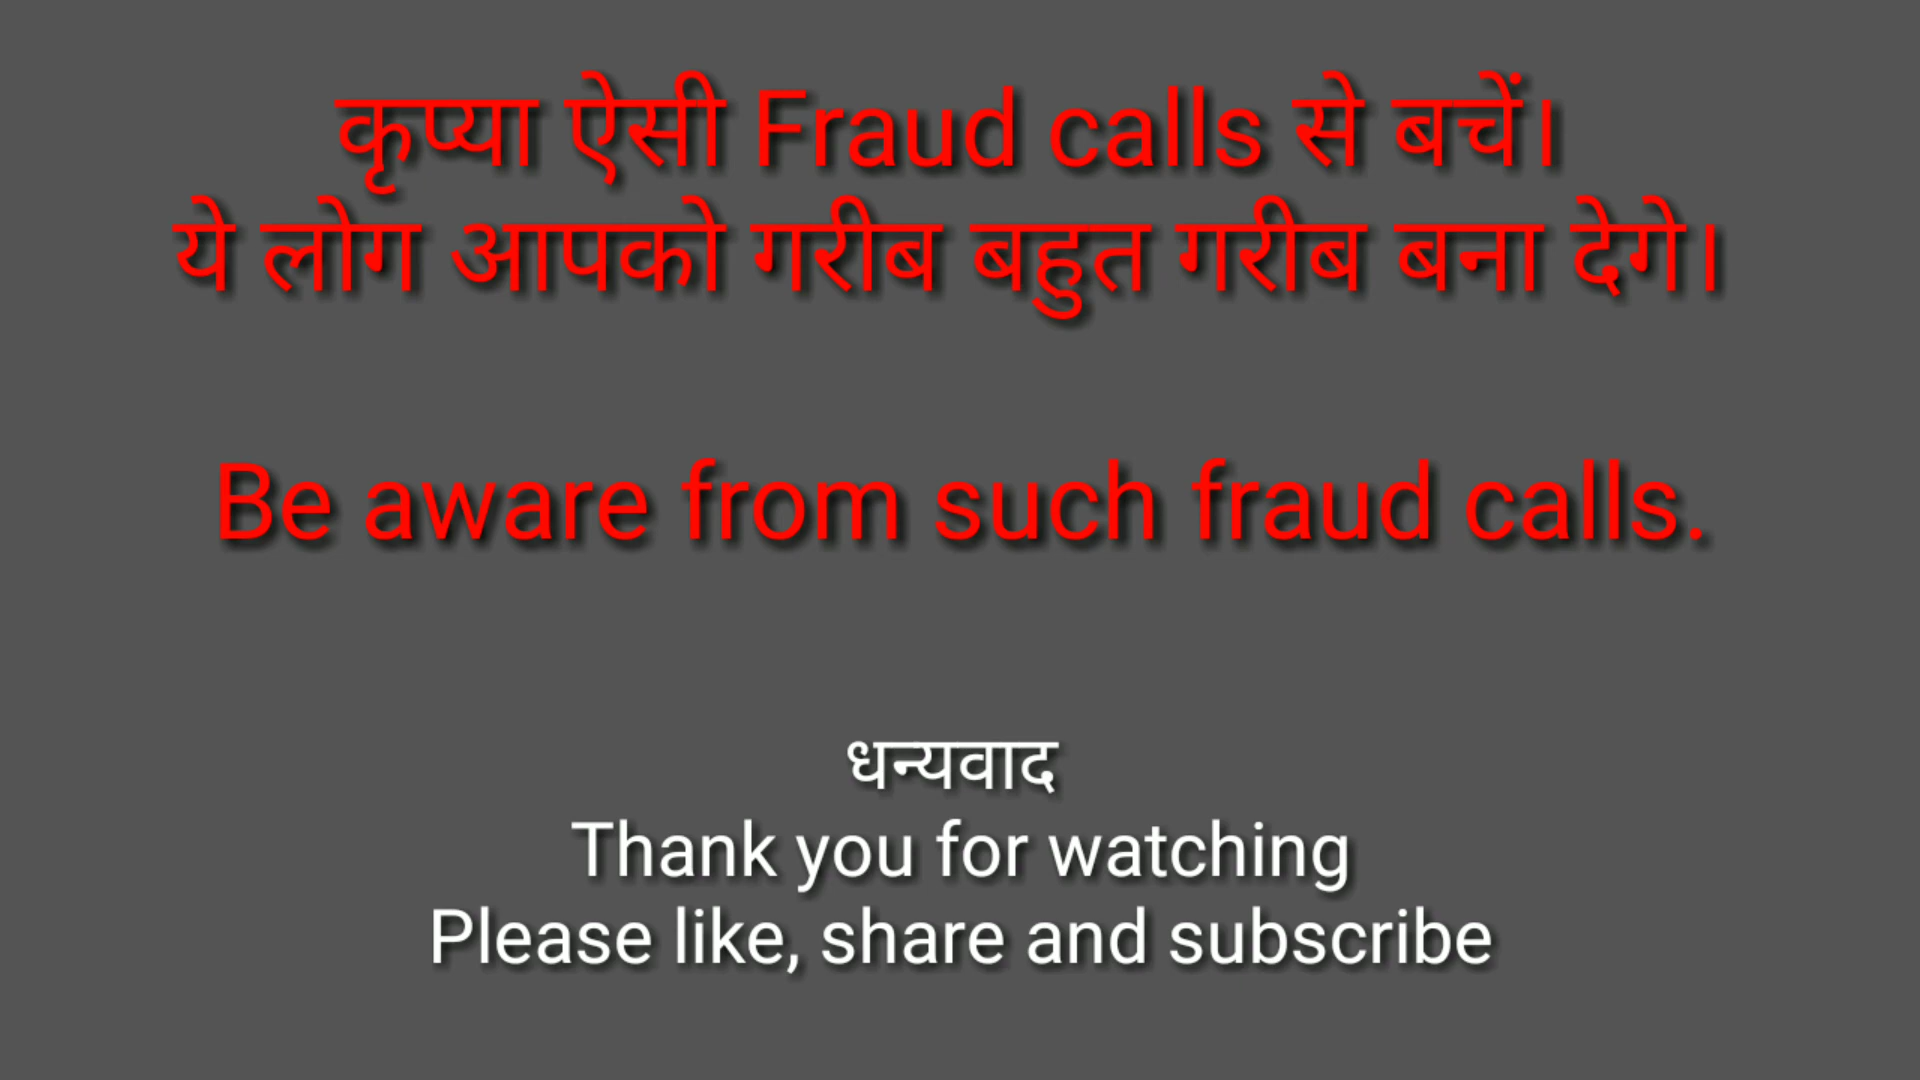 कृप्या ऐसी Fraud calls से बचें।
ये लोग आपको गरीब बहुत गरीब बना देगे।
Be aware from such fraud calls.
धन्यवाद
Thank you for watching
Please like, share and subscribe